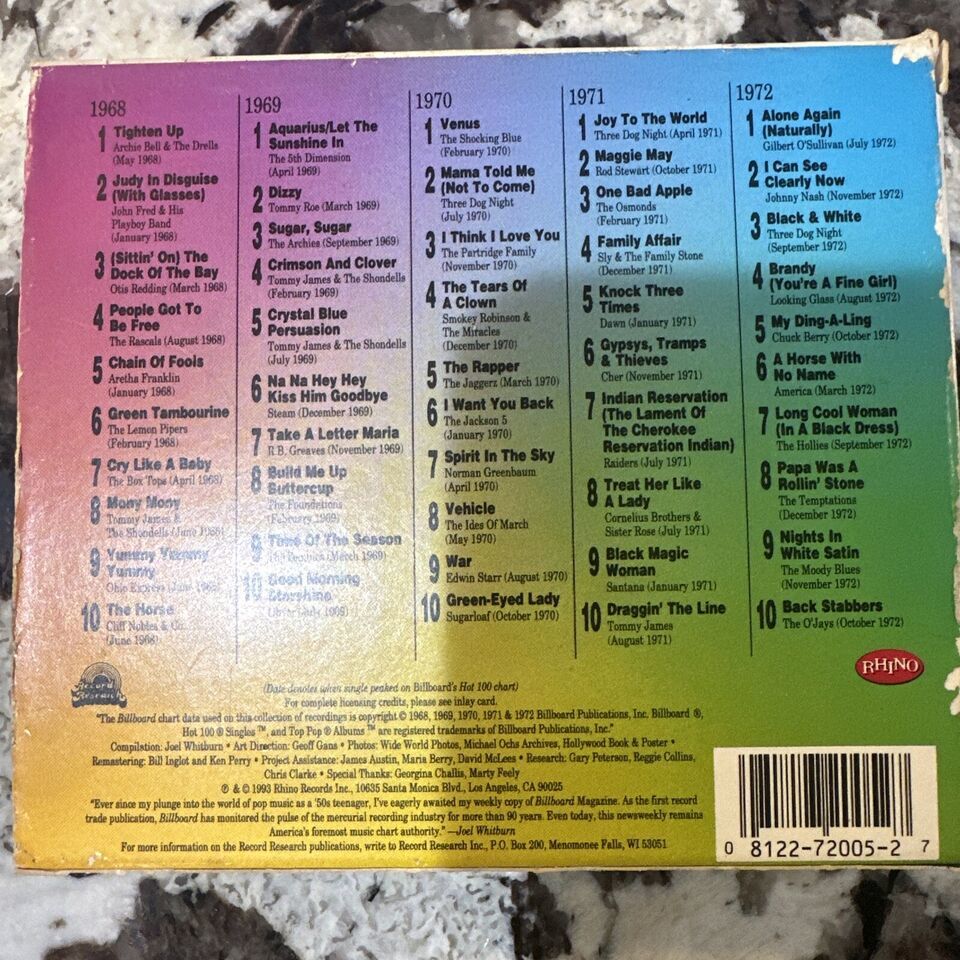 1968
1 Tighten Up
Archie Bell & The Drells
(May 1968)
2 Judy In Disguise
(With Glasses)
John Fred & His
Playboy Band
(January 1968)
3 (Sittin' On) The
Dock Of The Bay
Otis Redding (March 1968)
4 People Got To
Be Free
The Rascals (August 1968)
5 Chain Of Fools
Aretha Franklin
(January 1968)
6 Green Tambourine
The Lemon Pipers
(February 1968)
7 Cry Like A Baby
The Box Tops (April 1968)
8 Mony Mony
Tommy James &
The Shondells (June 1968)
9 Yummy Yummy
Yummy
Ohio Express (June 1968)
10 The Horse
Cliff Nobles & Co.
(June 1968)
1969
1 Aquarius/Let The
Sunshine In
The 5th Dimension
(April 1969)
2 Dizzy
Tommy Roe (March 1969)
3 Sugar, Sugar
The Archies (September 1969)
4 Crimson And Clover
Tommy James & The Shondells
(February 1969)
5 Crystal Blue
Persuasion
Tommy James & The Shondells
(July 1969)
6 Na Na Hey Hey
Kiss Him Goodbye
Steam (December 1969)
7 Take A Letter Maria
R.B. Greaves (November 1969)
8 Build Me Up
Buttercup
The Foundations
(February 1969)
9 Time Of The Season
The Zombies (March 1969)
10 Good Morning
Starshine
1969)
1970
1 Venus
The Shocking Blue
(February 1970)
2 Mama Told Me
(Not To Come)
Three Dog Night
(July 1970)
3 I Think I Love You
The Partridge Family
(November 1970)
4 The Tears Of
A Clown
Smokey Robinson &
The Miracles
(December 1970)
5 The Rapper
The Jaggerz (March 1970)
6 I Want You Back
The Jackson 5
(January 1970)
7 Spirit In The Sky
Norman Greenbaum
(April 1970)
8 Vehicle
The Ides Of March
(May 1970)
9 War
Edwin Starr (August 1970)
10 Green-Eyed Lady
Sugarloaf (October 1970)
1971
1 Joy To The World
Three Dog Night (April 1971)
2 Maggie May
Rod Stewart (October 1971)
3 One Bad Apple
The Osmonds
(February 1971)
4 Family Affair
Sly & The Family Stone
(December 1971)
5 Knock Three
Times
Dawn (January 1971)
6 Gypsys, Tramps
& Thieves
Cher (November 1971)
7 Indian Reservation
(The Lament Of
The Cherokee
Reservation Indian)
Raiders (July 1971)
8 Treat Her Like
A Lady
Cornelius Brothers &
Sister Rose (July 1971)
9 Black Magic
Woman
Santana (January 1971)
10 Draggin' The Line
Tommy James
(August 1971)
1972
1 Alone Again
(Naturally)
Gilbert O'Sullivan (July 1972)
2 I Can See
Clearly Now
Johnny Nash (November 1972)
3 Black & White
Three Dog Night
(September 1972)
4 Brandy
(You're A Fine Girl)
Looking Glass (August 1972)
5 My Ding-A-Ling
Chuck Berry (October 1972)
6 A Horse With
No Name
America (March 1972)
7 Long Cool Woman
(In A Black Dress)
The Hollies (September 1972)
8 Papa Was A
Rollin' Stone
The Temptations
(December 1972)
9 Nights In
White Satin
The Moody Blues
(November 1972)
10 Back Stabbers
The O'Jays (October 1972)
Record
Research
RHINO
(Date denotes when single peaked on Billboard's Hot 100 chart)
For complete licensing credits, please see inlay card.
"The Billboard chart data used on this collection of recordings is copyright © 1968, 1969, 1970, 1971 & 1972 Billboard Publications, Inc. Billboard ®,
Hot 100 ® Singles ™, and Top Pop ® Albums ™ are registered trademarks of Billboard Publications, Inc."
Compilation: Joel Whitburn • Art Direction: Geoff Gans • Photos: Wide World Photos, Michael Ochs Archives, Hollywood Book & Poster •
Remastering: Bill Inglot and Ken Perry • Project Assistance: James Austin, Maria Berry, David McLees • Research: Gary Peterson, Reggie Collins,
Chris Clarke • Special Thanks: Georgina Challis, Marty Feely
℗ & © 1993 Rhino Records Inc., 10635 Santa Monica Blvd., Los Angeles, CA 90025
"Ever since my plunge into the world of pop music as a '50s teenager, I've eagerly awaited my weekly copy of Billboard Magazine. As the first record
trade publication, Billboard has monitored the pulse of the mercurial recording industry for more than 90 years. Even today, this newsweekly remains
America's foremost music chart authority." —Joel Whitburn
For more information on the Record Research publications, write to Record Research Inc., P.O. Box 200, Menomonee Falls, WI 53051
0 8122-72005-2 7